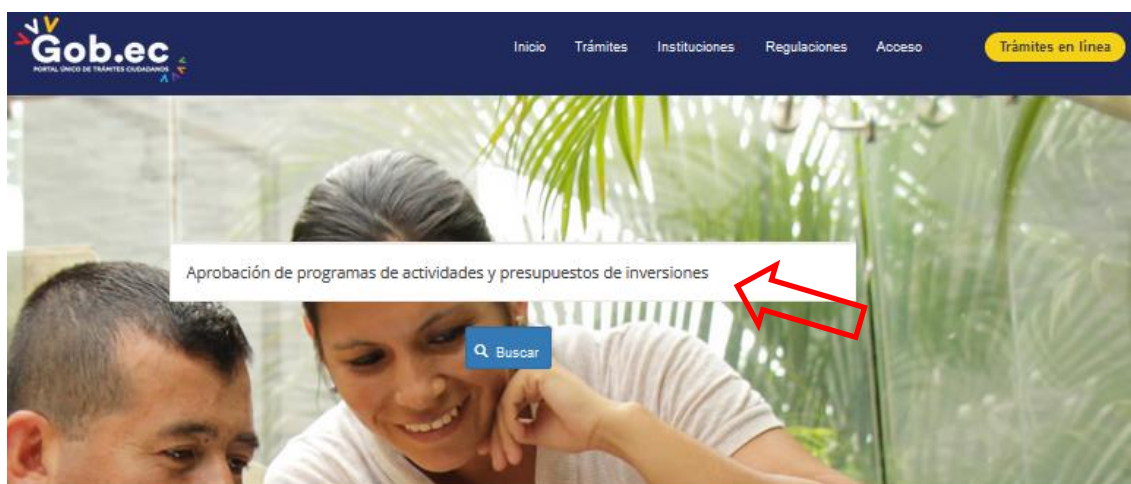 Gob.ec
PORTAL ÚNICO DE TRÁMITES CIUDADANOS
Inicio Trámites Instituciones Regulaciones Acceso Trámites en línea
Aprobación de programas de actividades y presupuestos de inversiones
Buscar